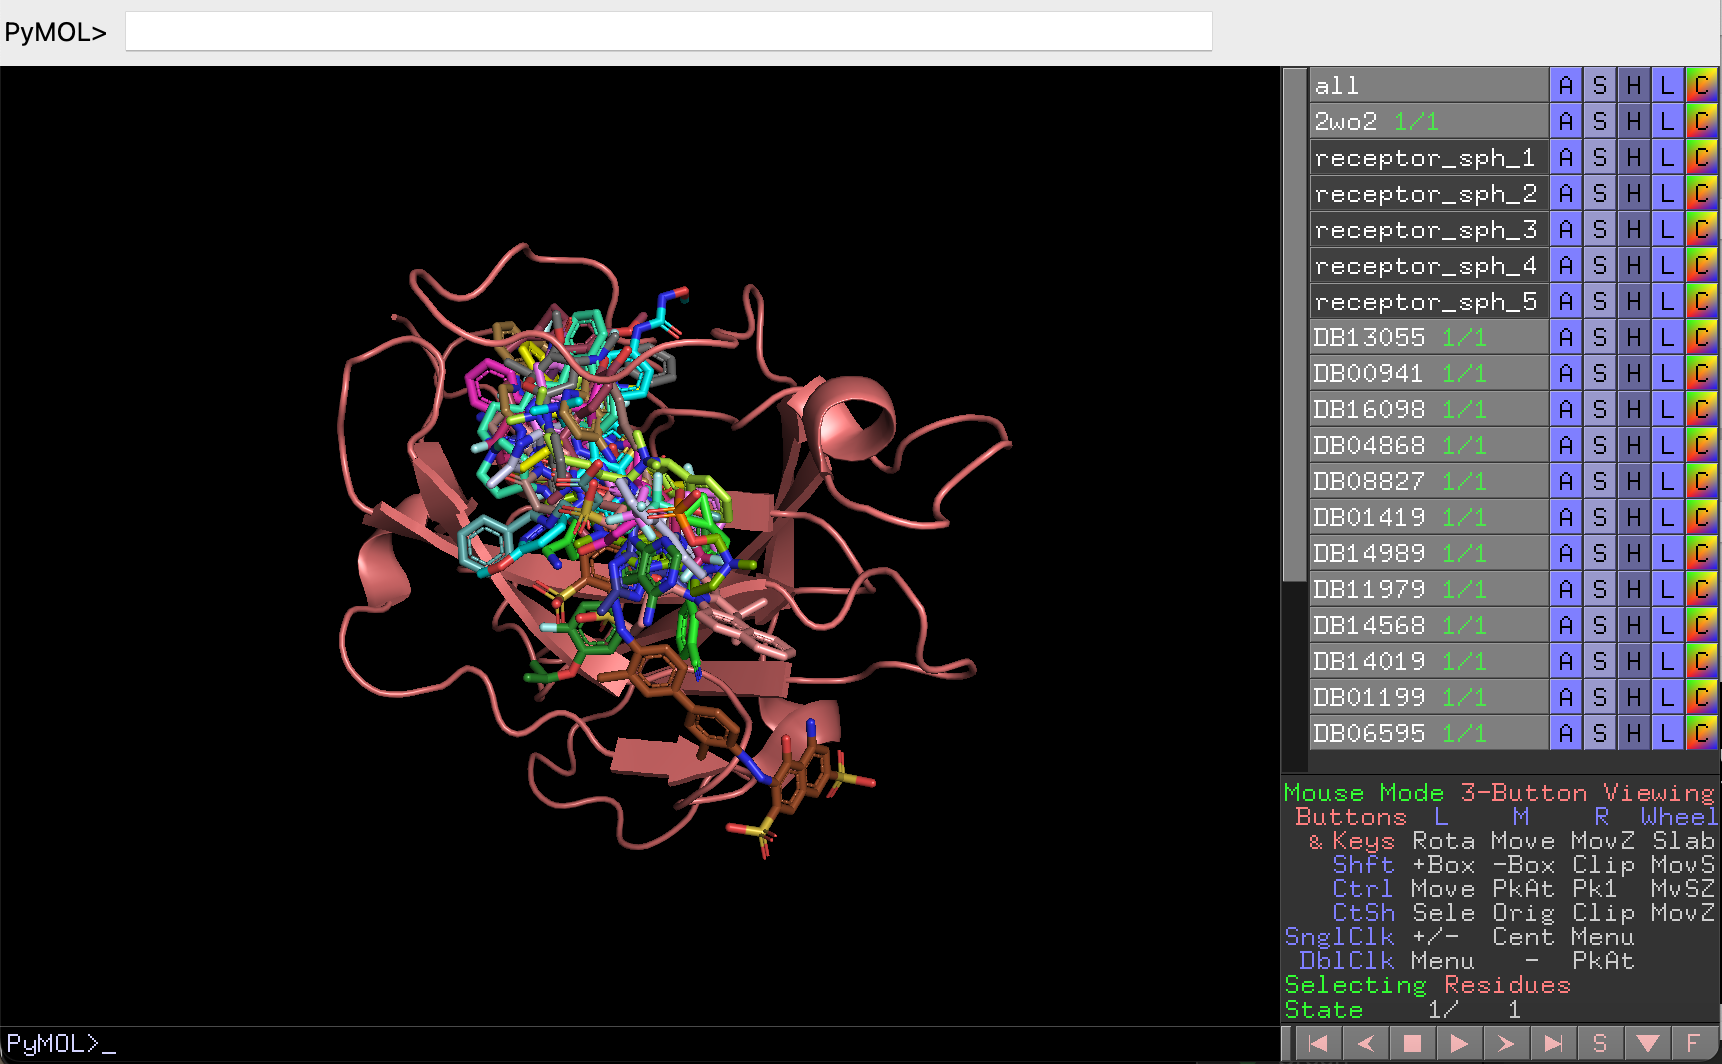 PyMOL>
all A S H L C
2wo2 1/1 A S H L C
receptor_sph_1 A S H L C
receptor_sph_2 A S H L C
receptor_sph_3 A S H L C
receptor_sph_4 A S H L C
receptor_sph_5 A S H L C
DB13055 1/1 A S H L C
DB00941 1/1 A S H L C
DB16098 1/1 A S H L C
DB04868 1/1 A S H L C
DB08827 1/1 A S H L C
DB01419 1/1 A S H L C
DB14989 1/1 A S H L C
DB11979 1/1 A S H L C
DB14568 1/1 A S H L C
DB14019 1/1 A S H L C
DB01199 1/1 A S H L C
DB06595 1/1 A S H L C
Mouse Mode 3-Button Viewing
Buttons L M R Wheel
& Keys Rota Move MovZ Slab
Shft +Box -Box Clip MovS
Ctrl Move PkAt Pk1 MvSZ
CtSh Sele Orig Clip MovZ
SnglClk +/- Cent Menu
DblClk Menu - PkAt
Selecting Residues
State 1/ 1
PyMOL>_
S F